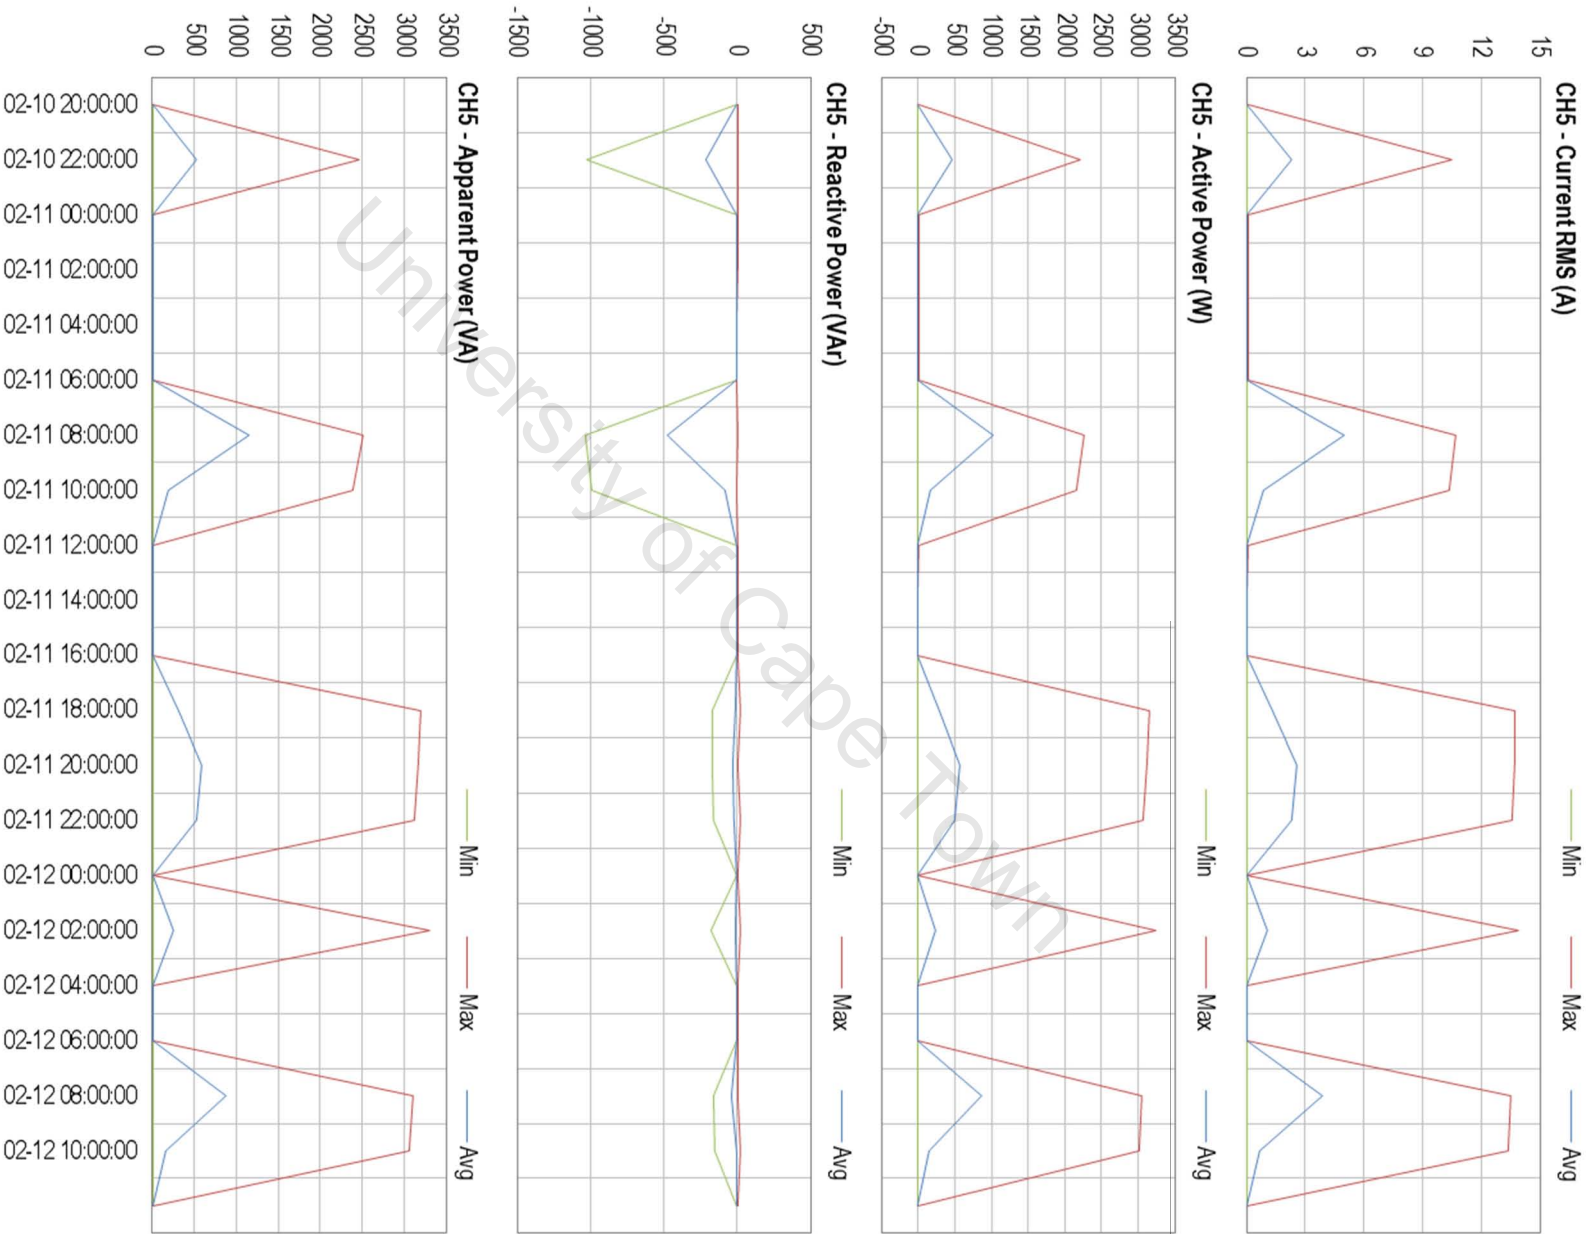 CH5 - Current RMS (A)
Min
Max
Avg
15
12
9
6
3
0
CH5 - Active Power (W)
Min
Max
Avg
3500
3000
2500
2000
1500
1000
500
0
-500
CH5 - Reactive Power (VAr)
Min
Max
Avg
500
0
-500
-1000
-1500
CH5 - Apparent Power (VA)
Min
Max
Avg
3500
3000
2500
2000
1500
1000
500
0
02-10 20:00:00
02-10 22:00:00
02-11 00:00:00
02-11 02:00:00
02-11 04:00:00
02-11 06:00:00
02-11 08:00:00
02-11 10:00:00
02-11 12:00:00
02-11 14:00:00
02-11 16:00:00
02-11 18:00:00
02-11 20:00:00
02-11 22:00:00
02-12 00:00:00
02-12 02:00:00
02-12 04:00:00
02-12 06:00:00
02-12 08:00:00
02-12 10:00:00
University of Cape Town